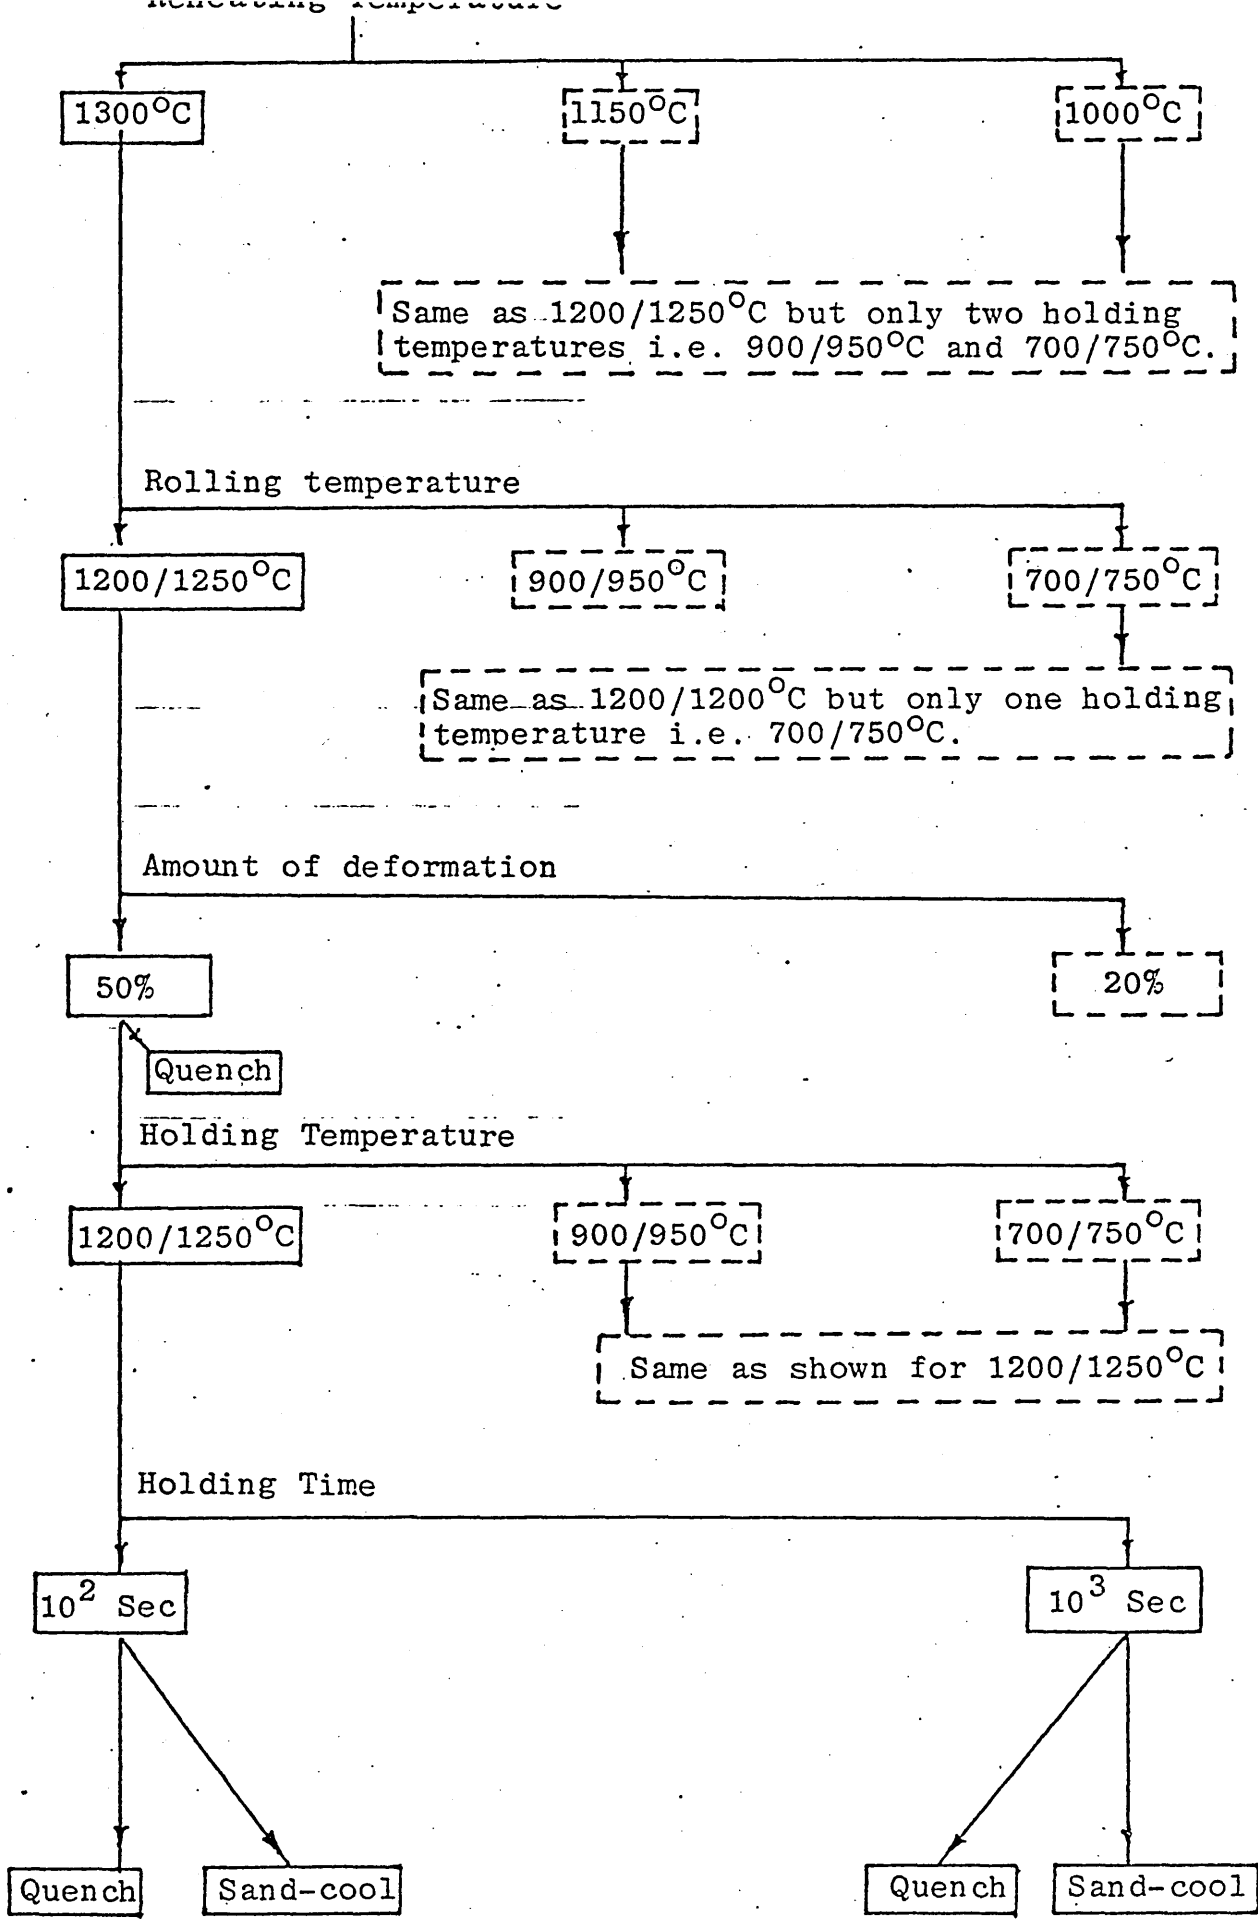 Reheating Temperature
1300°C
1150°C
1000°C
Same as 1200/1250°C but only two holding
temperatures i.e. 900/950°C and 700/750°C.
Rolling temperature
1200/1250°C
900/950°C
700/750°C
Same as 1200/1200°C but only one holding
temperature i.e. 700/750°C.
Amount of deformation
50%
20%
Quench
Holding Temperature
1200/1250°C
900/950°C
700/750°C
Same as shown for 1200/1250°C
Holding Time
10² Sec
10³ Sec
Quench
Sand-cool
Quench
Sand-cool